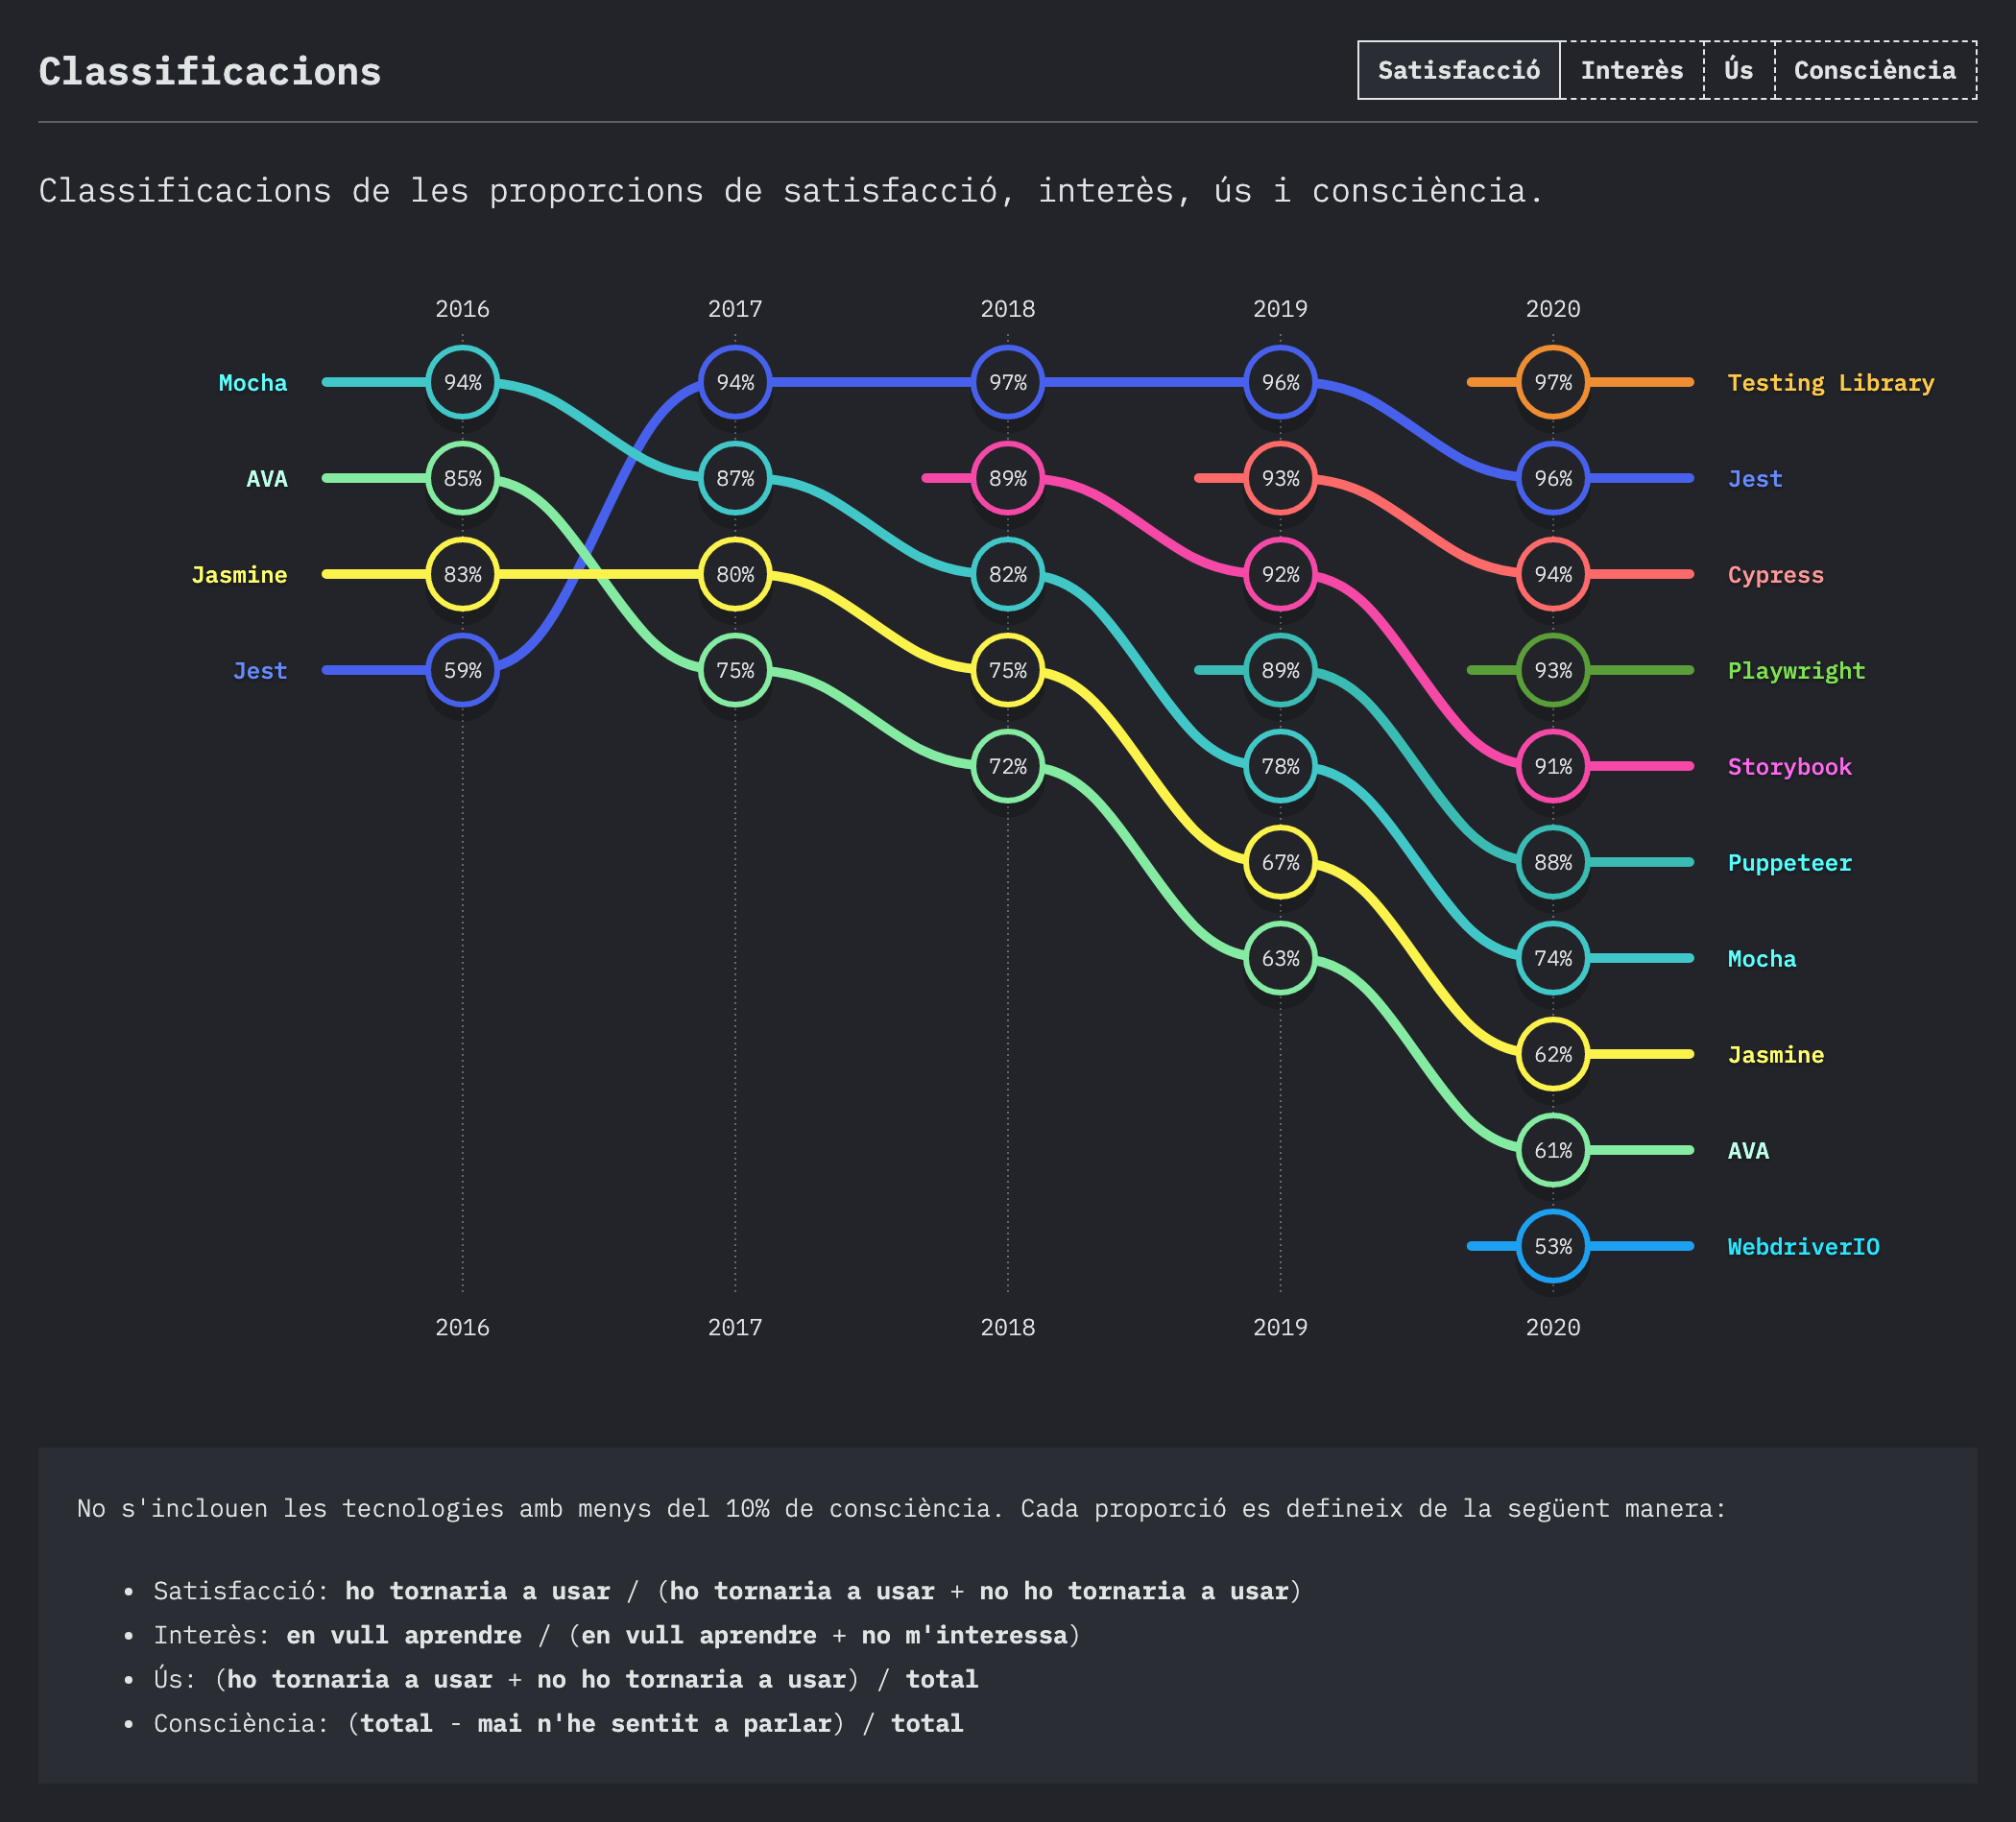 Classificacions
Satisfacció Interès Ús Consciència
Classificacions de les proporcions de satisfacció, interès, ús i consciència.
2016 2017 2018 2019 2020
Mocha 94% 94% 97% 96% 97% Testing Library
AVA 85% 87% 89% 93% 96% Jest
Jasmine 83% 80% 82% 92% 94% Cypress
Jest 59% 75% 75% 89% 93% Playwright
72% 78% 91% Storybook
67% 88% Puppeteer
63% 74% Mocha
62% Jasmine
61% AVA
53% WebdriverIO
2016 2017 2018 2019 2020
No s'inclouen les tecnologies amb menys del 10% de consciència. Cada proporció es defineix de la següent manera:
• Satisfacció: ho tornaria a usar / (ho tornaria a usar + no ho tornaria a usar)
• Interès: en vull aprendre / (en vull aprendre + no m'interessa)
• Ús: (ho tornaria a usar + no ho tornaria a usar) / total
• Consciència: (total - mai n'he sentit a parlar) / total